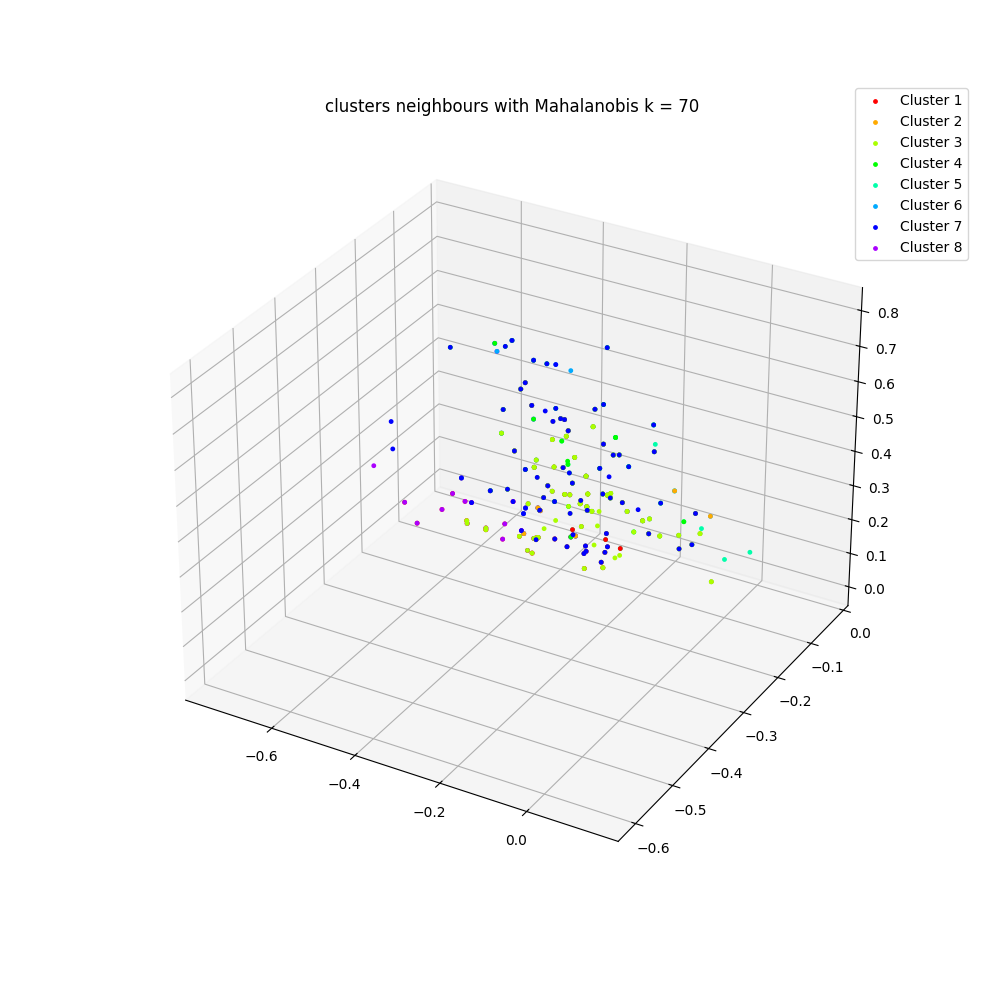 clusters neighbours with Mahalanobis k = 70
Cluster 1
Cluster 2
Cluster 3
Cluster 4
Cluster 5
Cluster 6
Cluster 7
Cluster 8
0.8
0.7
0.6
0.5
0.4
0.3
0.2
0.1
0.0
0.0
−0.1
−0.2
−0.3
−0.4
−0.5
−0.6
−0.6
−0.4
−0.2
0.0